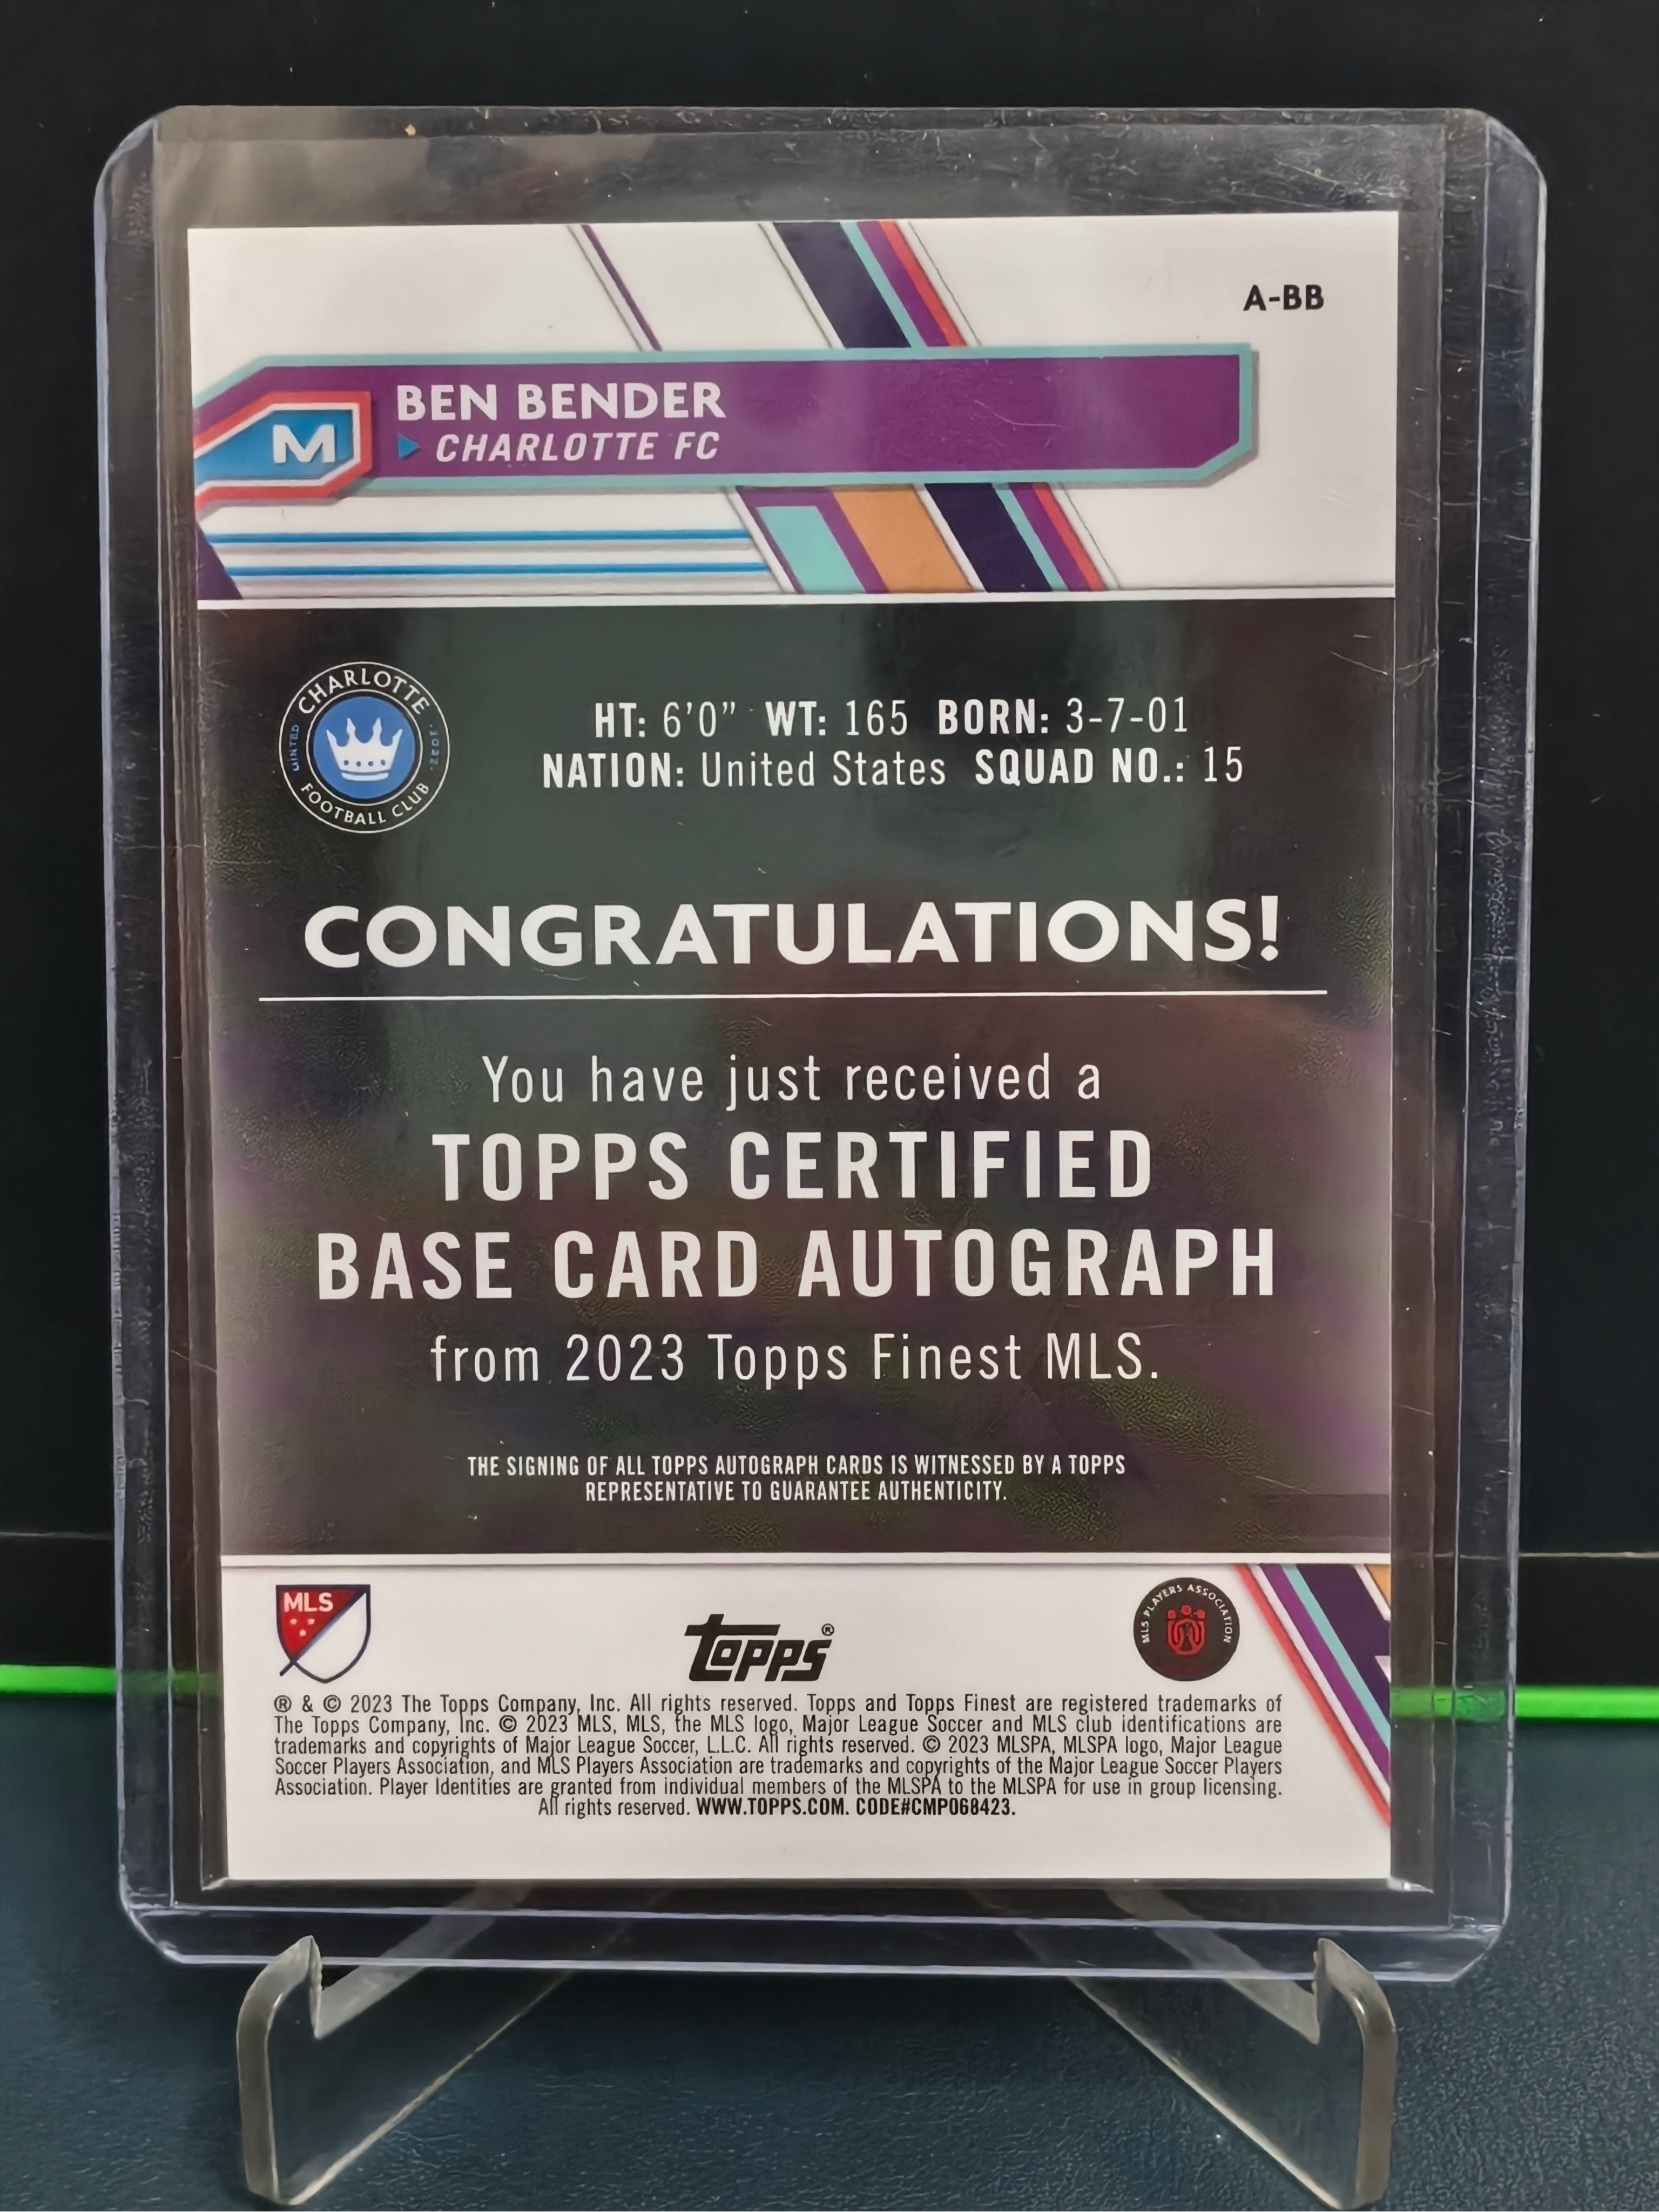 A-BB
M
BEN BENDER
CHARLOTTE FC
CHARLOTTE
MINTED
·2022·
FOOTBALL CLUB
HT: 6'0" WT: 165 BORN: 3-7-01
NATION: United States SQUAD NO.: 15
CONGRATULATIONS!
You have just received a
TOPPS CERTIFIED
BASE CARD AUTOGRAPH
from 2023 Topps Finest MLS.
THE SIGNING OF ALL TOPPS AUTOGRAPH CARDS IS WITNESSED BY A TOPPS
REPRESENTATIVE TO GUARANTEE AUTHENTICITY.
MLS
topps®
MLS PLAYERS ASSOCIATION
® & © 2023 The Topps Company, Inc. All rights reserved. Topps and Topps Finest are registered trademarks of
The Topps Company, Inc. © 2023 MLS, MLS, the MLS logo, Major League Soccer and MLS club identifications are
trademarks and copyrights of Major League Soccer, L.L.C. All rights reserved. © 2023 MLSPA, MLSPA logo, Major League
Soccer Players Association, and MLS Players Association are trademarks and copyrights of the Major League Soccer Players
Association. Player Identities are granted from individual members of the MLSPA to the MLSPA for use in group licensing.
All rights reserved. WWW.TOPPS.COM. CODE#CMP068423.